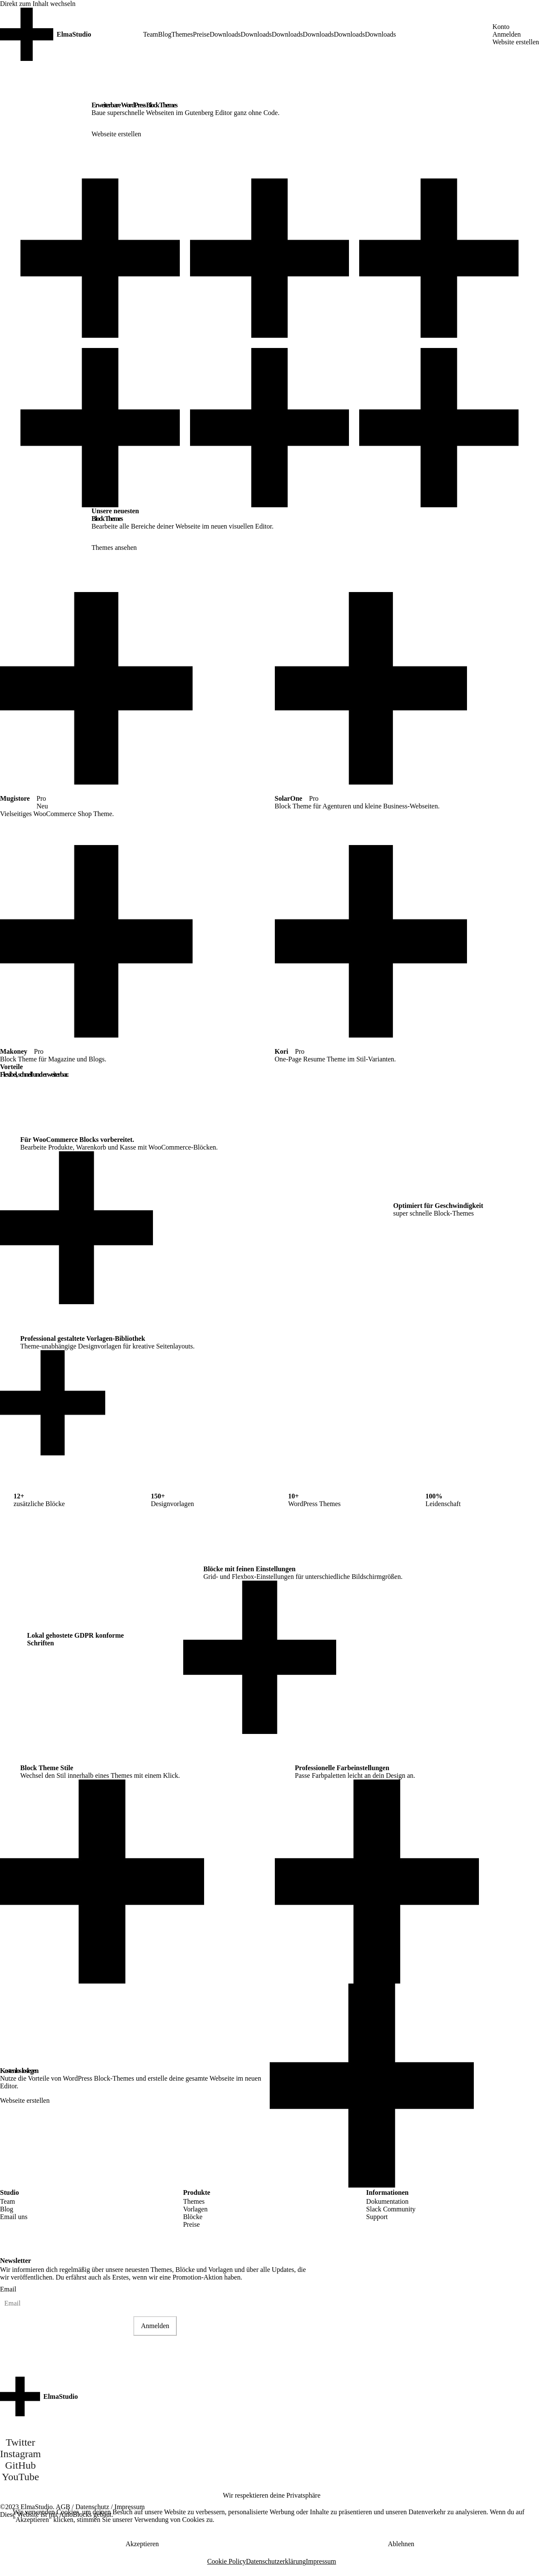 Direkt zum Inhalt wechseln
ElmaStudio
TeamBlogThemesPreiseDownloadsDownloadsDownloadsDownloadsDownloadsDownloads
Konto
Anmelden
Website erstellen
Erweiterbare WordPress Block Themes
Baue superschnelle Webseiten im Gutenberg Editor ganz ohne Code.
Webseite erstellen
Unsere neuesten
Block Themes
Bearbeite alle Bereiche deiner Webseite im neuen visuellen Editor.
Themes ansehen
Mugistore Pro
Neu
Vielseitiges WooCommerce Shop Theme.
SolarOne Pro
Block Theme für Agenturen und kleine Business-Webseiten.
Makoney Pro
Block Theme für Magazine und Blogs.
Kori Pro
One-Page Resume Theme im Stil-Varianten.
Vorteile
Flexibel, schnell und erweiterbar.
Für WooCommerce Blocks vorbereitet.
Bearbeite Produkte, Warenkorb und Kasse mit WooCommerce-Blöcken.
Optimiert für Geschwindigkeit
super schnelle Block-Themes
Professional gestaltete Vorlagen-Bibliothek
Theme-unabhängige Designvorlagen für kreative Seitenlayouts.
12+
zusätzliche Blöcke
150+
Designvorlagen
10+
WordPress Themes
100%
Leidenschaft
Blöcke mit feinen Einstellungen
Grid- und Flexbox-Einstellungen für unterschiedliche Bildschirmgrößen.
Lokal gehostete GDPR konforme
Schriften
Block Theme Stile
Wechsel den Stil innerhalb eines Themes mit einem Klick.
Professionelle Farbeinstellungen
Passe Farbpaletten leicht an dein Design an.
Kostenlos loslegen
Nutze die Vorteile von WordPress Block-Themes und erstelle deine gesamte Webseite im neuen
Editor.
Webseite erstellen
Studio
Team
Blog
Email uns
Produkte
Themes
Vorlagen
Blöcke
Preise
Informationen
Dokumentation
Slack Community
Support
Newsletter
Wir informieren dich regelmäßig über unsere neuesten Themes, Blöcke und Vorlagen und über alle Updates, die
wir veröffentlichen. Du erfährst auch als Erstes, wenn wir eine Promotion-Aktion haben.
Email
Email
Anmelden
ElmaStudio
Twitter
Instagram
GitHub
YouTube
©2023 ElmaStudio. AGB / Datenschutz / Impressum
Diese Website ist mit AinoBlocks gebaut.
Wir respektieren deine Privatsphäre
Wir verwenden Cookies, um deinen Besuch auf unsere Website zu verbessern, personalisierte Werbung oder Inhalte zu präsentieren und unseren Datenverkehr zu analysieren. Wenn du auf
"Akzeptieren" klicken, stimmen Sie unserer Verwendung von Cookies zu.
Akzeptieren
Ablehnen
Cookie PolicyDatenschutzerklärungImpressum